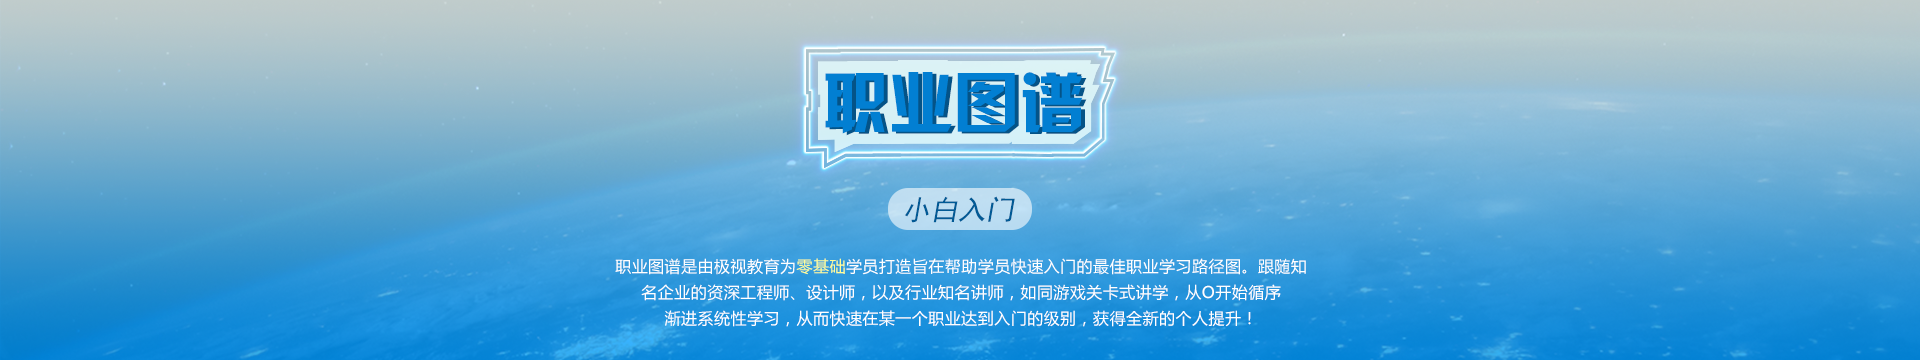 职业图谱
小白入门
职业图谱是由极视教育为零基础学员打造旨在帮助学员快速入门的最佳职业学习路径图。跟随知
名企业的资深工程师、设计师，以及行业知名讲师，如同游戏关卡式讲学，从O开始循序
渐进系统性学习，从而快速在某一个职业达到入门的级别，获得全新的个人提升！